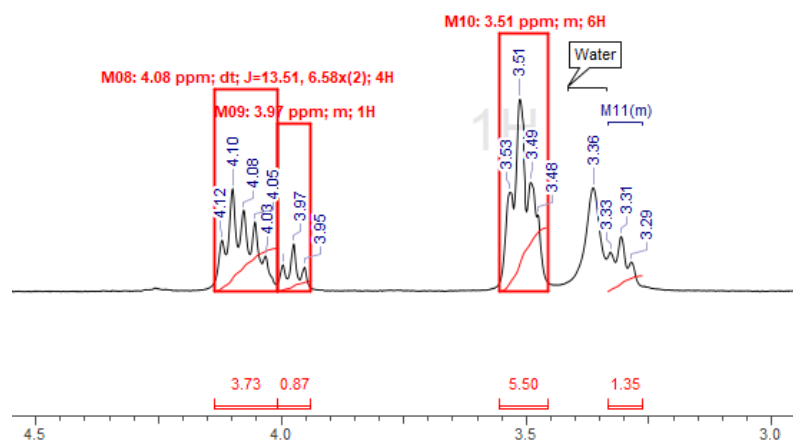 M10: 3.51 ppm; m; 6H
Water
M08: 4.08 ppm; dt; J=13.51, 6.58x(2); 4H
M09: 3.97 ppm; m; 1H
M11(m)
1H
4.12
4.10
4.08
4.05
4.03
3.97
3.95
3.53
3.51
3.49
3.48
3.36
3.33
3.31
3.29
3.73 0.87 5.50 1.35
4.5 4.0 3.5 3.0